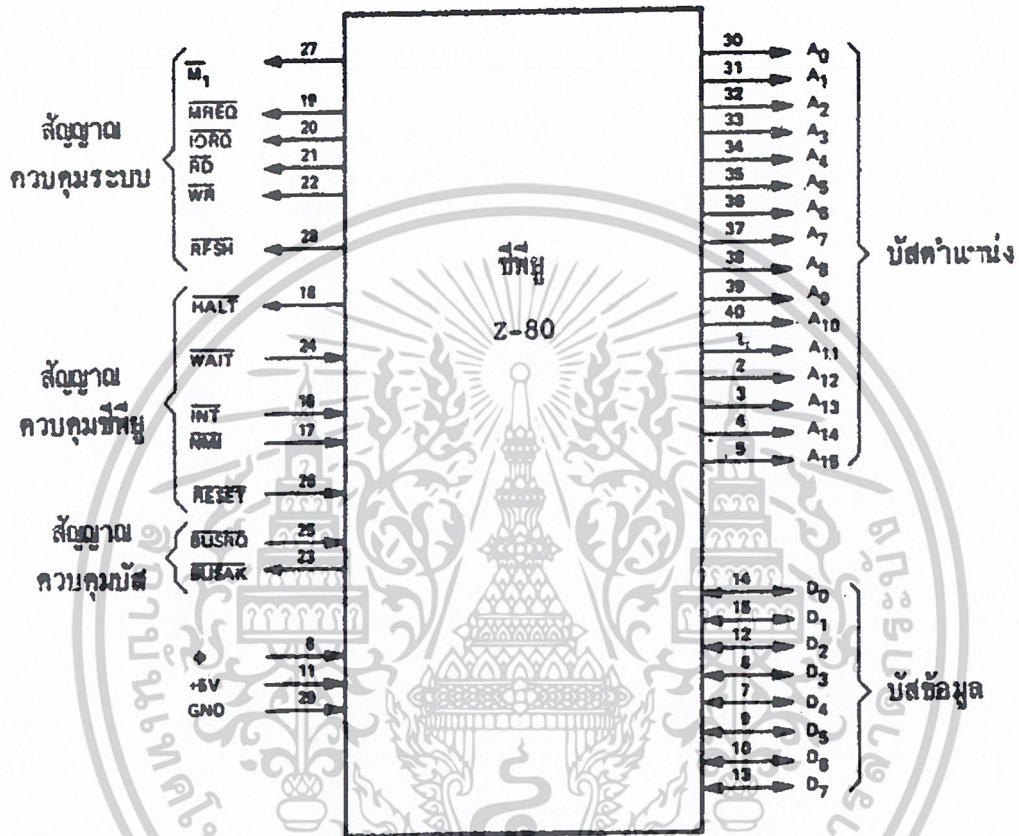 สัญญาณ
ควบคุมระบบ
27 M̅1
19 MREQ
20 IORQ
21 RD
22 WR
28 RFSH
สัญญาณ
ควบคุมซีพียู
18 HALT
24 WAIT
16 INT
17 NMI
26 RESET
สัญญาณ
ควบคุมบัส
25 BUSRQ
23 BUSAK
6 Φ
11 +5V
29 GND
ซีพียู
Z-80
30 A0
31 A1
32 A2
33 A3
34 A4
35 A5
36 A6
37 A7
38 A8
39 A9
40 A10
1 A11
2 A12
3 A13
4 A14
5 A15
บัสตำแหน่ง
14 D0
15 D1
12 D2
8 D3
7 D4
9 D5
10 D6
13 D7
บัสข้อมูล